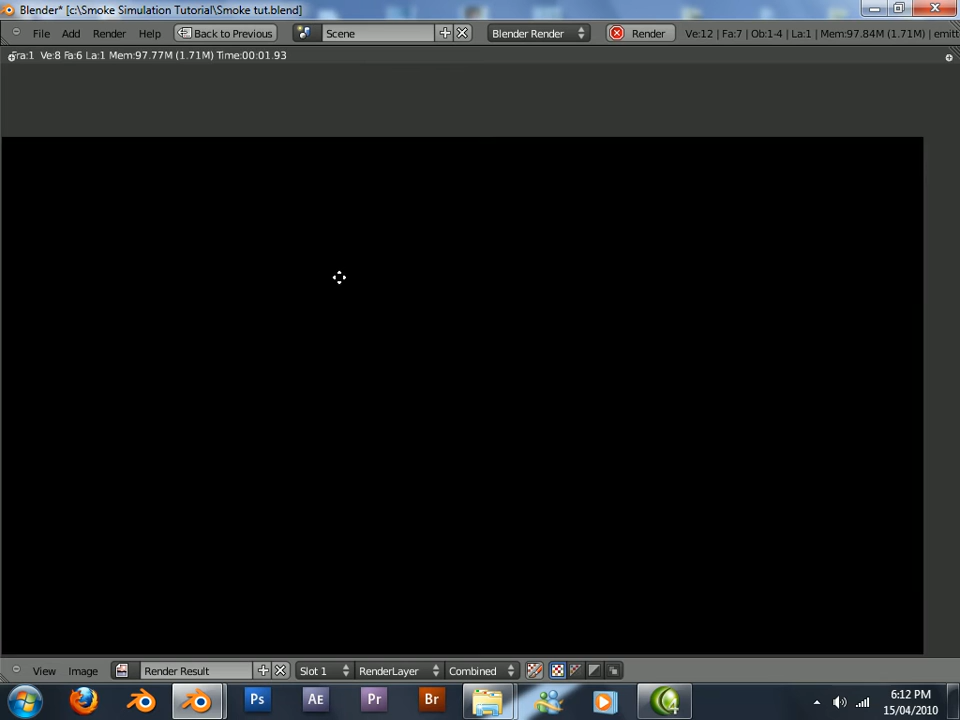 Blender* [c:\Smoke Simulation Tutorial\Smoke tut.blend]
File Add Render Help Back to Previous Scene Blender Render Render Ve:12 | Fa:7 | Ob:1-4 | La:1 | Mem:97.84M (1.71M) | emitt
Fra:1 Ve:8 Fa:6 La:1 Mem:97.77M (1.71M) Time:00:01.93
View Image Render Result Slot 1 RenderLayer Combined
Ps Ae Pr Br 4
6:12 PM
15/04/2010